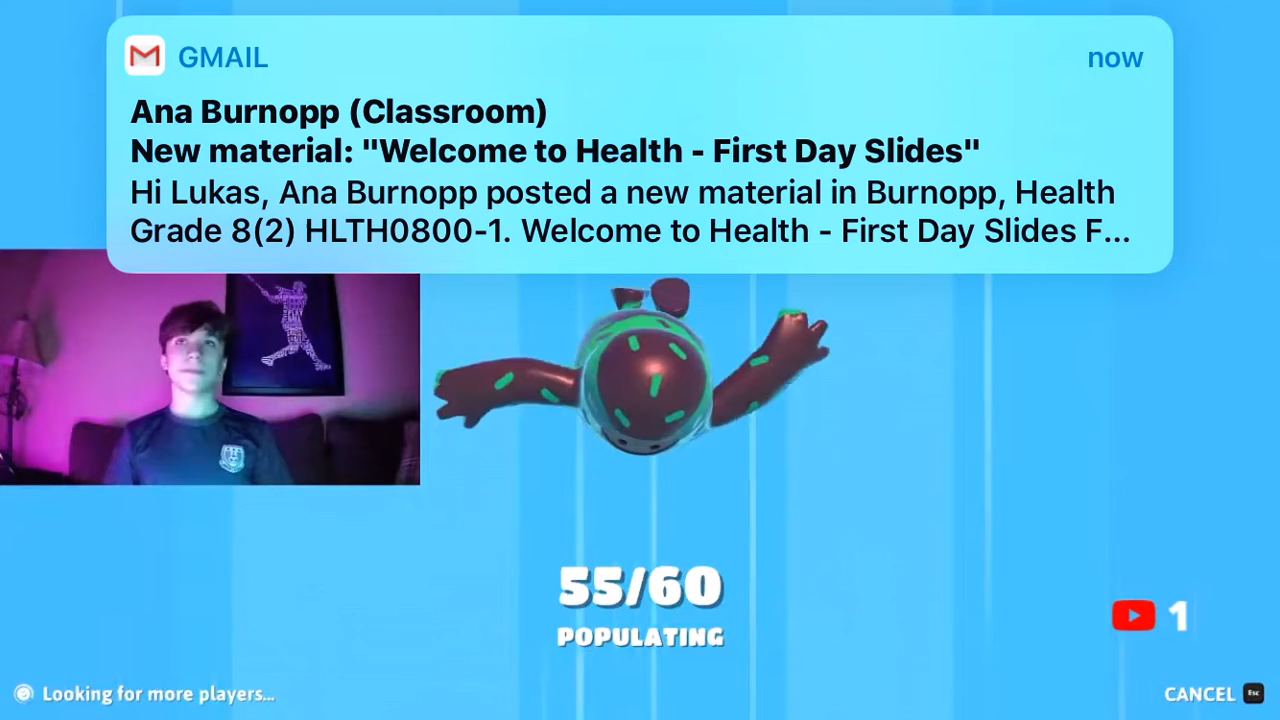 GMAIL
now
Ana Burnopp (Classroom)
New material: "Welcome to Health - First Day Slides"
Hi Lukas, Ana Burnopp posted a new material in Burnopp, Health
Grade 8(2) HLTH0800-1. Welcome to Health - First Day Slides F...
PLAY
BALL
55/60
POPULATING
1
Looking for more players...
CANCEL Esc